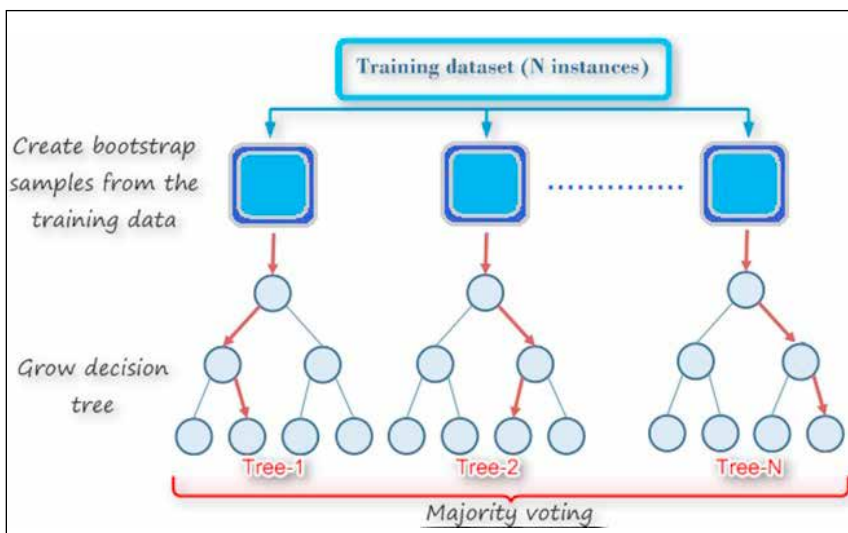 Training dataset (N instances)
Create bootstrap
samples from the
training data
Grow decision
tree
Tree-1
Tree-2
Tree-N
Majority voting